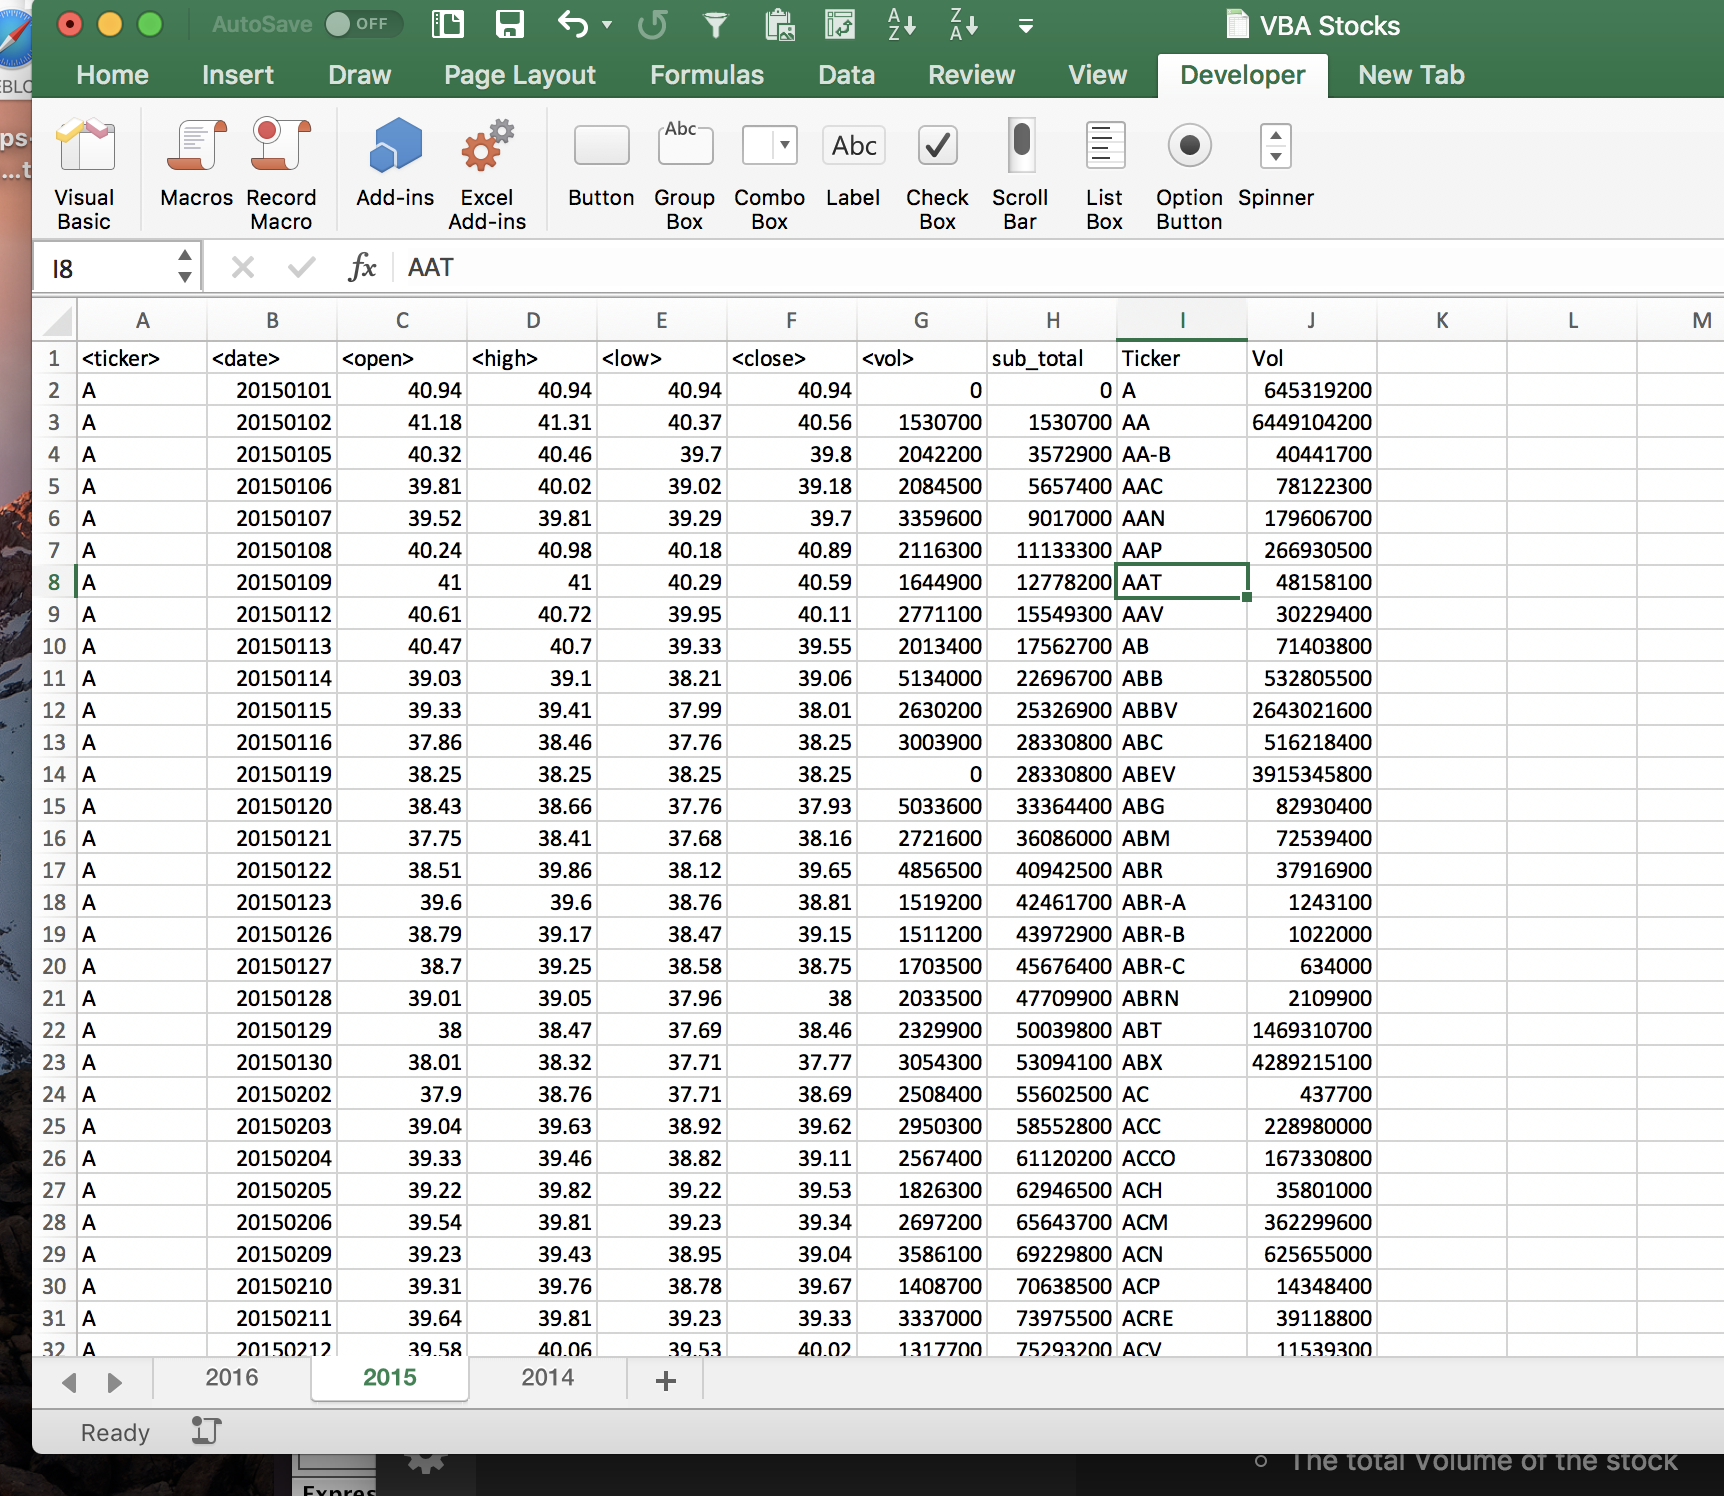 AutoSave OFF VBA Stocks
Home Insert Draw Page Layout Formulas Data Review View Developer New Tab
Visual Basic Macros Record Macro Add-ins Excel Add-ins Button Group Box Combo Box Label Check Box Scroll Bar List Box Option Button Spinner
Abc Abc
I8 fx AAT
A B C D E F G H I J K L M
1 <ticker> <date> <open> <high> <low> <close> <vol> sub_total Ticker Vol
2 A 20150101 40.94 40.94 40.94 40.94 0 0 A 645319200
3 A 20150102 41.18 41.31 40.37 40.56 1530700 1530700 AA 6449104200
4 A 20150105 40.32 40.46 39.7 39.8 2042200 3572900 AA-B 40441700
5 A 20150106 39.81 40.02 39.02 39.18 2084500 5657400 AAC 78122300
6 A 20150107 39.52 39.81 39.29 39.7 3359600 9017000 AAN 179606700
7 A 20150108 40.24 40.98 40.18 40.89 2116300 11133300 AAP 266930500
8 A 20150109 41 41 40.29 40.59 1644900 12778200 AAT 48158100
9 A 20150112 40.61 40.72 39.95 40.11 2771100 15549300 AAV 30229400
10 A 20150113 40.47 40.7 39.33 39.55 2013400 17562700 AB 71403800
11 A 20150114 39.03 39.1 38.21 39.06 5134000 22696700 ABB 532805500
12 A 20150115 39.33 39.41 37.99 38.01 2630200 25326900 ABBV 2643021600
13 A 20150116 37.86 38.46 37.76 38.25 3003900 28330800 ABC 516218400
14 A 20150119 38.25 38.25 38.25 38.25 0 28330800 ABEV 3915345800
15 A 20150120 38.43 38.66 37.76 37.93 5033600 33364400 ABG 82930400
16 A 20150121 37.75 38.41 37.68 38.16 2721600 36086000 ABM 72539400
17 A 20150122 38.51 39.86 38.12 39.65 4856500 40942500 ABR 37916900
18 A 20150123 39.6 39.6 38.76 38.81 1519200 42461700 ABR-A 1243100
19 A 20150126 38.79 39.17 38.47 39.15 1511200 43972900 ABR-B 1022000
20 A 20150127 38.7 39.25 38.58 38.75 1703500 45676400 ABR-C 634000
21 A 20150128 39.01 39.05 37.96 38 2033500 47709900 ABRN 2109900
22 A 20150129 38 38.47 37.69 38.46 2329900 50039800 ABT 1469310700
23 A 20150130 38.01 38.32 37.71 37.77 3054300 53094100 ABX 4289215100
24 A 20150202 37.9 38.76 37.71 38.69 2508400 55602500 AC 437700
25 A 20150203 39.04 39.63 38.92 39.62 2950300 58552800 ACC 228980000
26 A 20150204 39.33 39.46 38.82 39.11 2567400 61120200 ACCO 167330800
27 A 20150205 39.22 39.82 39.22 39.53 1826300 62946500 ACH 35801000
28 A 20150206 39.54 39.81 39.23 39.34 2697200 65643700 ACM 362299600
29 A 20150209 39.23 39.43 38.95 39.04 3586100 69229800 ACN 625655000
30 A 20150210 39.31 39.76 38.78 39.67 1408700 70638500 ACP 14348400
31 A 20150211 39.64 39.81 39.23 39.33 3337000 73975500 ACRE 39118800
32 A 20150212 39.58 40.06 39.53 40.02 1317700 75293200 ACV 11539300
2016 2015 2014 +
Ready
The total Volume of the stock
Expres